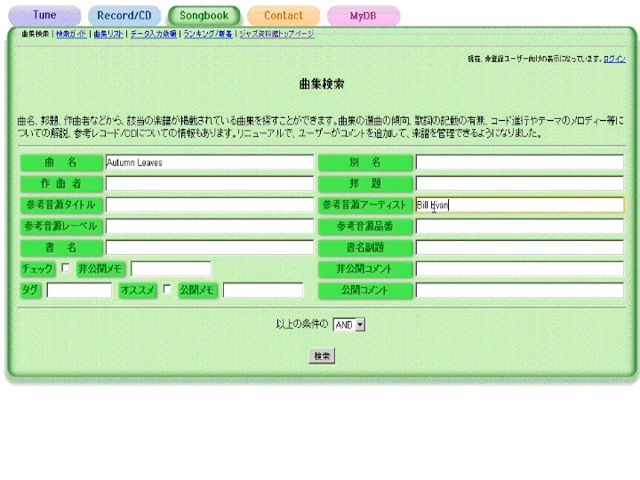 Tune Record/CD Songbook Contact MyDB
曲集検索 | 検索ガイド | 曲集リスト | データ入力依頼 | ランキング/新着 | ジャズ資料館トップページ
現在、未登録ユーザー向けの表示になっています。ログイン
曲集検索
曲名、邦題、作曲者などから、該当の楽譜が掲載されている曲集を探すことができます。曲集の選曲の傾向、歌詞の記載の有無、コード進行やテーマのメロディー等に
ついての解説、参考レコード/CDについての情報もあります。リニューアルで、ユーザーがコメントを追加して、楽譜を管理できるようになりました。
曲 名 Autumn Leaves 別 名
作 曲 者 邦 題
参考音源タイトル 参考音源アーティスト Bill Evan
参考音源レーベル 参考音源品番
書 名 書名副題
チェック 非公開メモ 非公開コメント
タグ オススメ 公開メモ 公開コメント
以上の条件の AND
検索